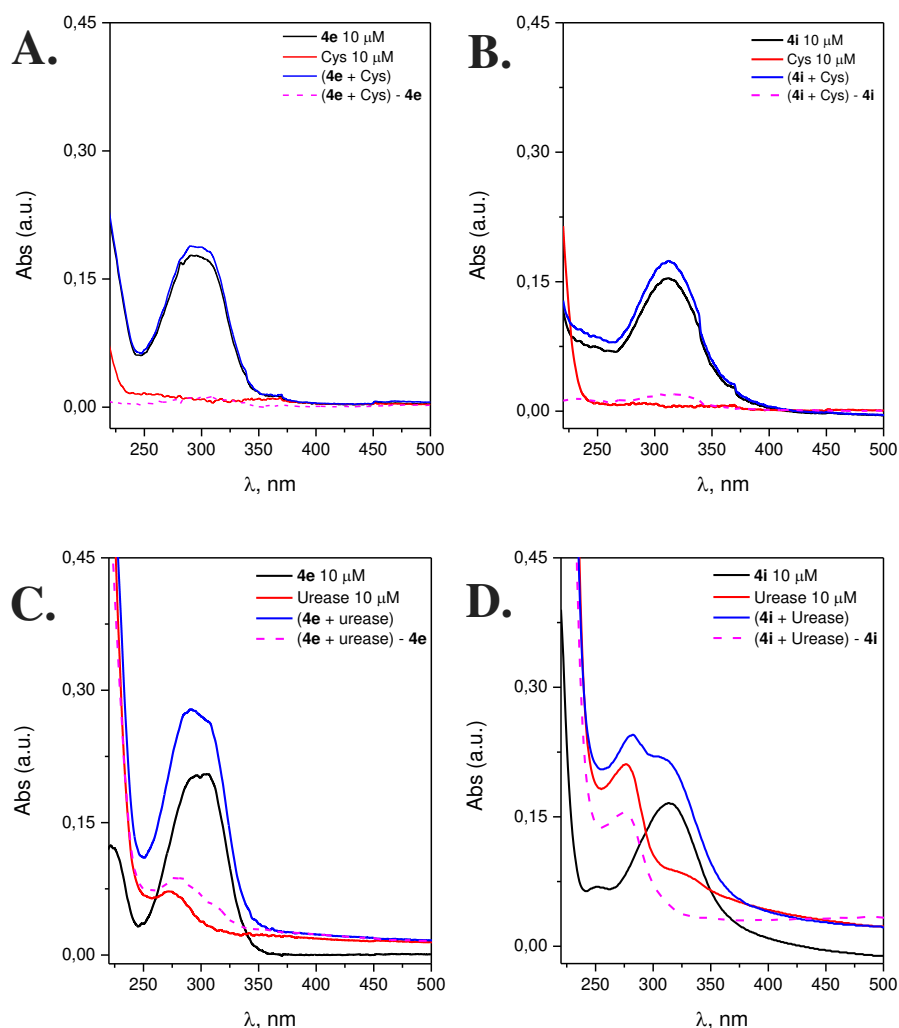 A.
4e 10 μM
Cys 10 μM
(4e + Cys)
(4e + Cys) - 4e
0,45
0,30
0,15
0,00
Abs (a.u.)
250 300 350 400 450 500
λ, nm
B.
4i 10 μM
Cys 10 μM
(4i + Cys)
(4i + Cys) - 4i
0,45
0,30
0,15
0,00
Abs (a.u.)
250 300 350 400 450 500
λ, nm
C.
4e 10 μM
Urease 10 μM
(4e + urease)
(4e + urease) - 4e
0,45
0,30
0,15
0,00
Abs (a.u.)
250 300 350 400 450 500
λ, nm
D.
4i 10 μM
Urease 10 μM
(4i + Urease)
(4i + Urease) - 4i
0,45
0,30
0,15
0,00
Abs (a.u.)
250 300 350 400 450 500
λ, nm